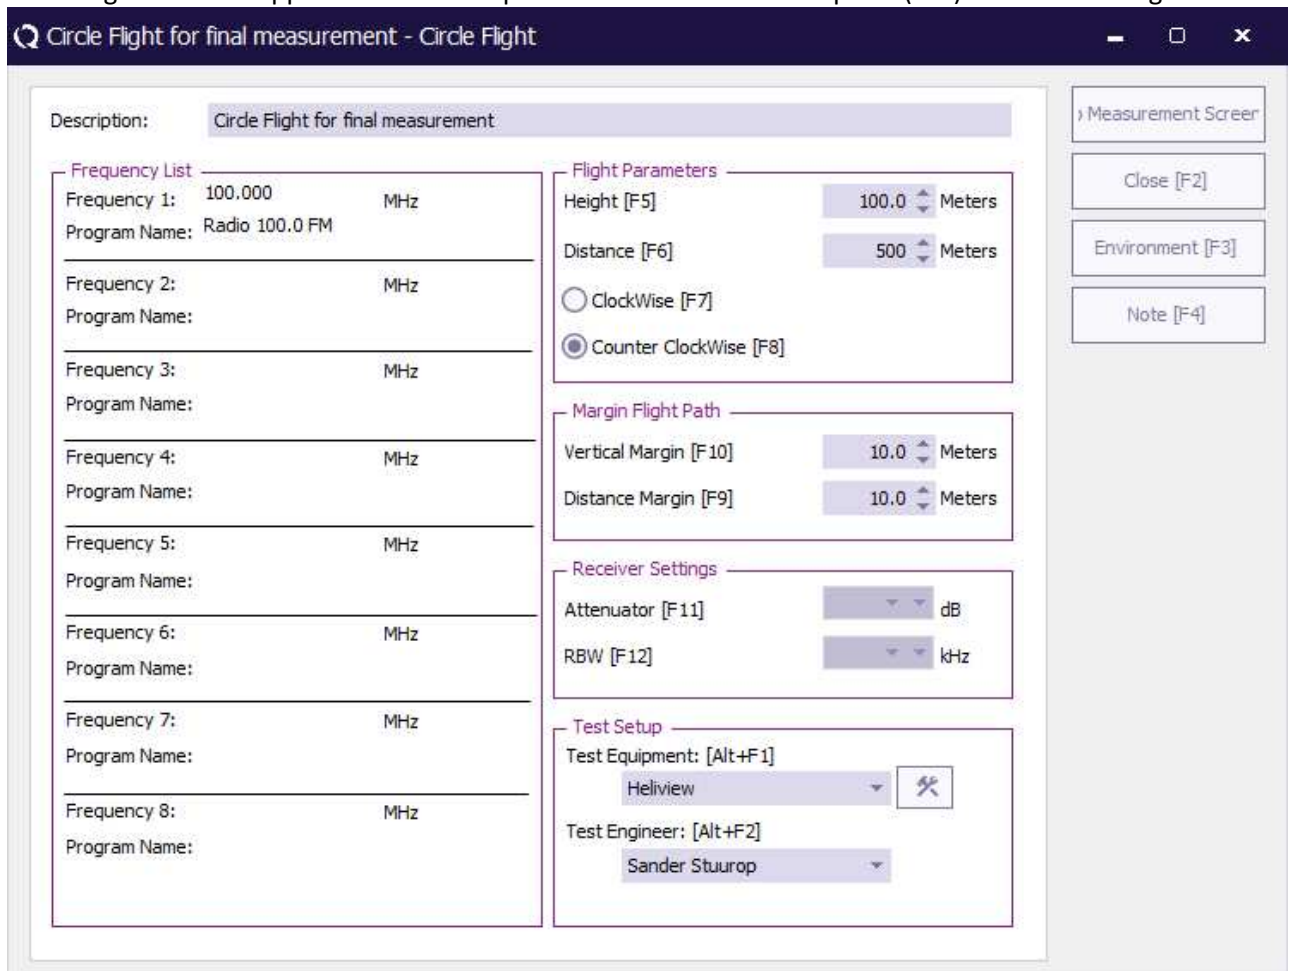 Circle Flight for final measurement - Circle Flight
Description: Circle Flight for final measurement
Frequency List
Frequency 1: 100.000 MHz
Program Name: Radio 100.0 FM
Frequency 2: MHz
Program Name:
Frequency 3: MHz
Program Name:
Frequency 4: MHz
Program Name:
Frequency 5: MHz
Program Name:
Frequency 6: MHz
Program Name:
Frequency 7: MHz
Program Name:
Frequency 8: MHz
Program Name:
Flight Parameters
Height [F5] 100.0 Meters
Distance [F6] 500 Meters
ClockWise [F7]
Counter ClockWise [F8]
Margin Flight Path
Vertical Margin [F10] 10.0 Meters
Distance Margin [F9] 10.0 Meters
Receiver Settings
Attenuator [F11] dB
RBW [F12] kHz
Test Setup
Test Equipment: [Alt+F1]
Heliview
Test Engineer: [Alt+F2]
Sander Stuurop
Measurement Screen
Close [F2]
Environment [F3]
Note [F4]